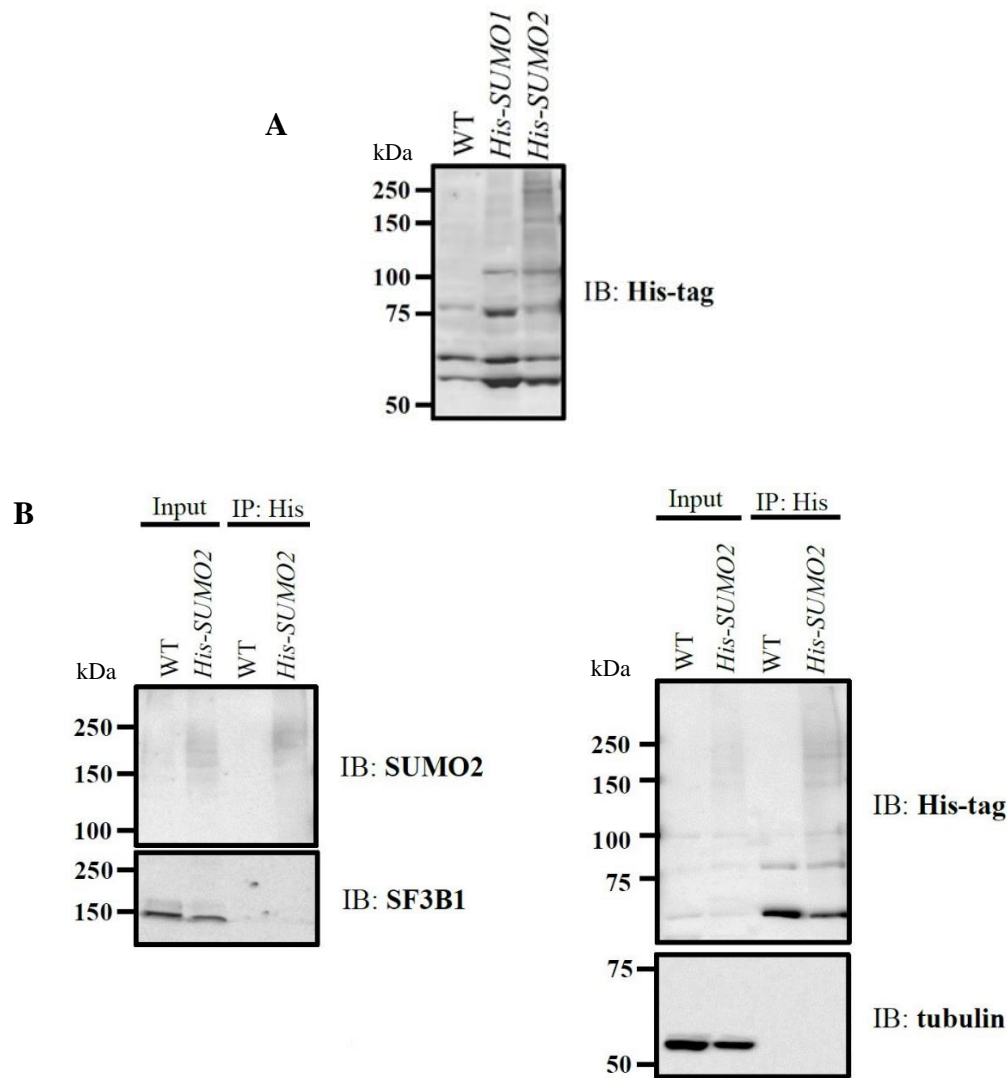 A
kDa
WT
His-SUMO1
His-SUMO2
250
150
100
75
50
IB: His-tag
B
Input
IP: His
WT
His-SUMO2
WT
His-SUMO2
kDa
250
150
100
IB: SUMO2
250
150
IB: SF3B1
Input
IP: His
WT
His-SUMO2
WT
His-SUMO2
kDa
250
150
100
75
IB: His-tag
75
50
IB: tubulin